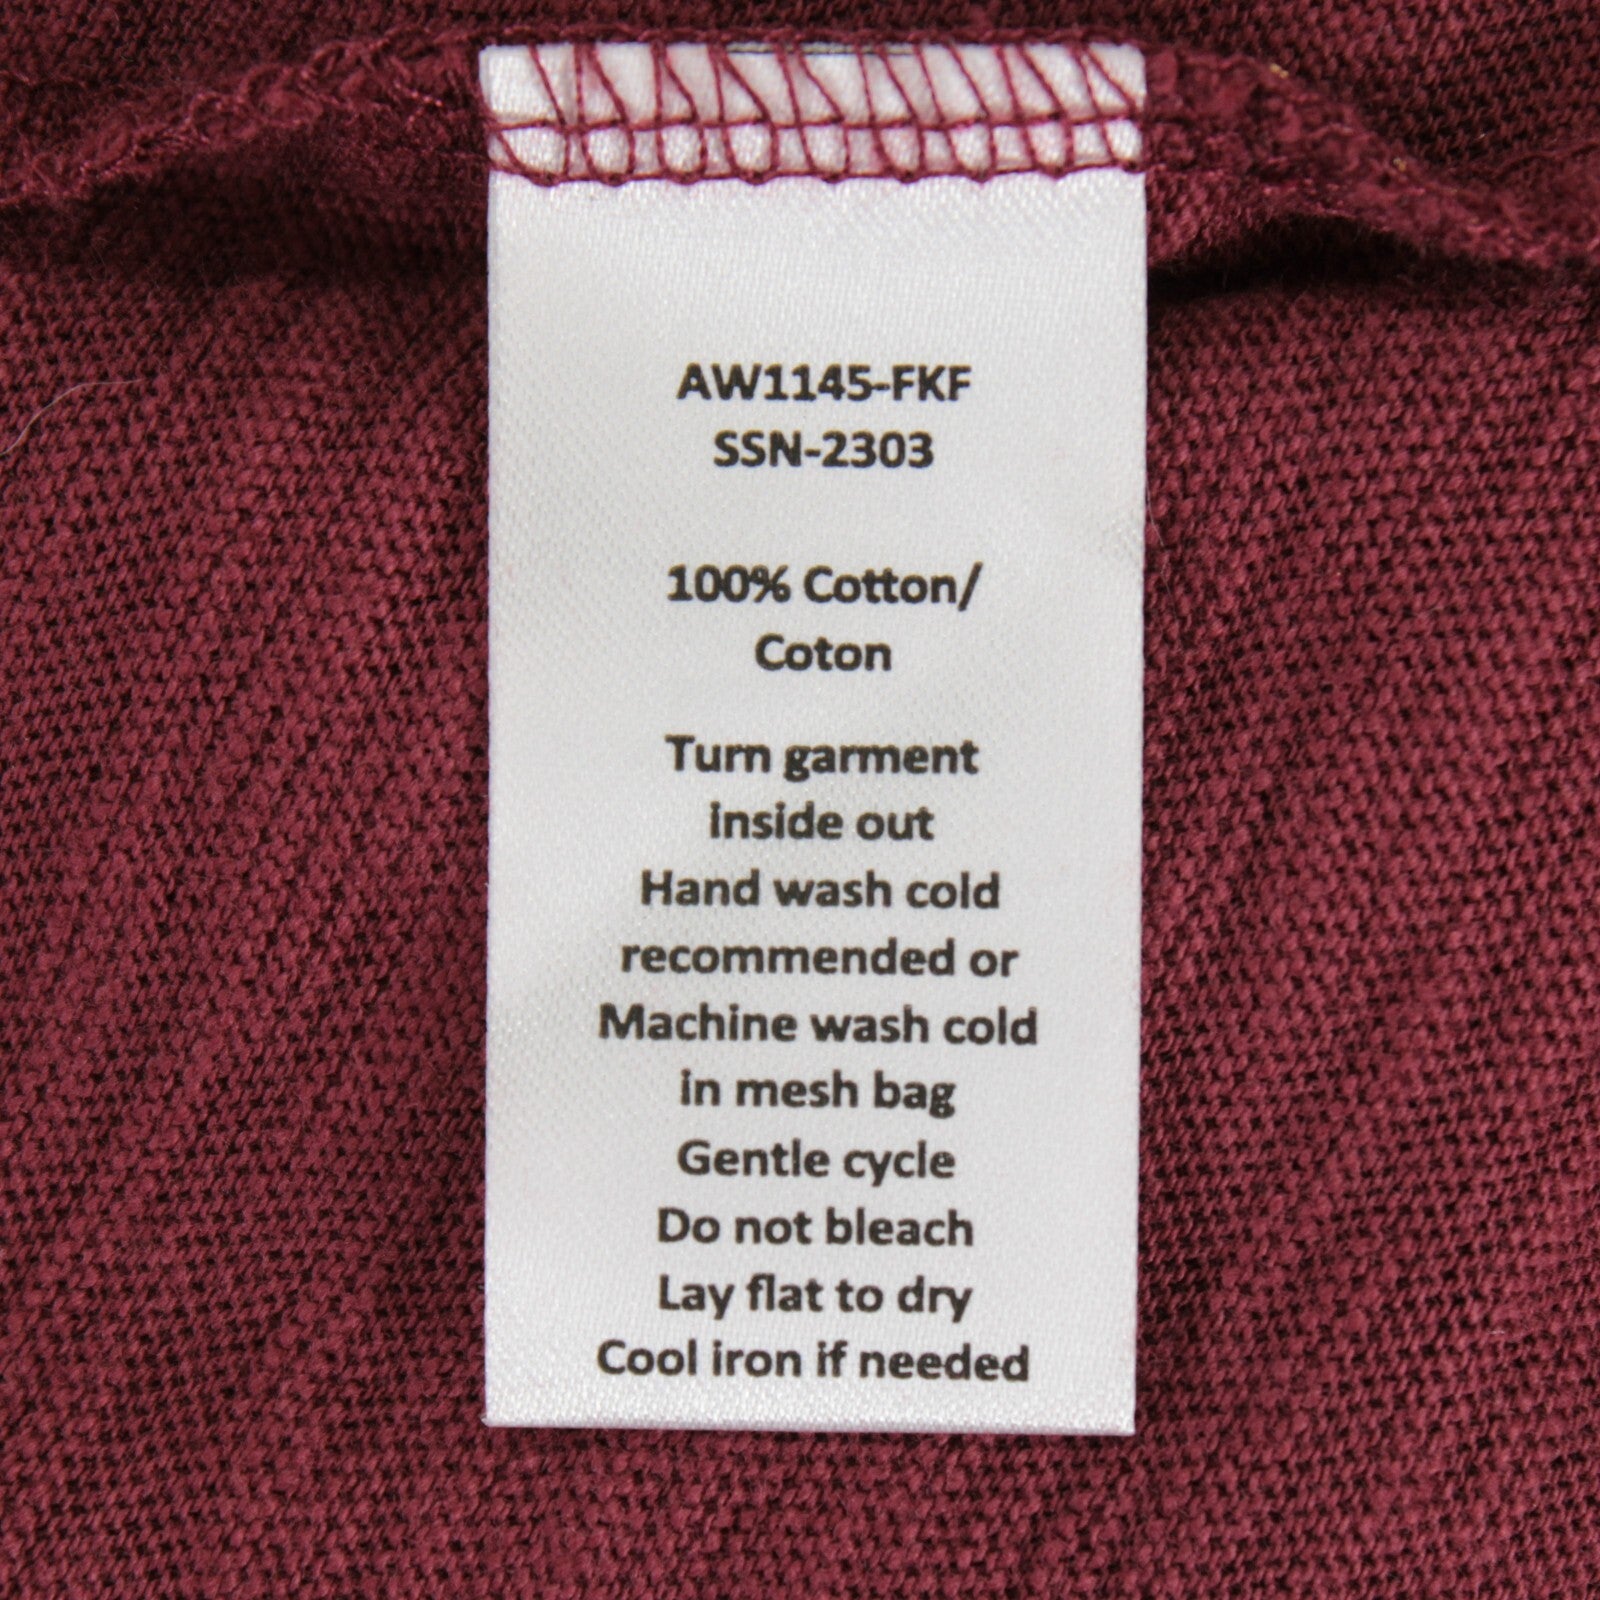 AW1145-FKF
SSN-2303
100% Cotton/
Coton
Turn garment
inside out
Hand wash cold
recommended or
Machine wash cold
in mesh bag
Gentle cycle
Do not bleach
Lay flat to dry
Cool iron if needed